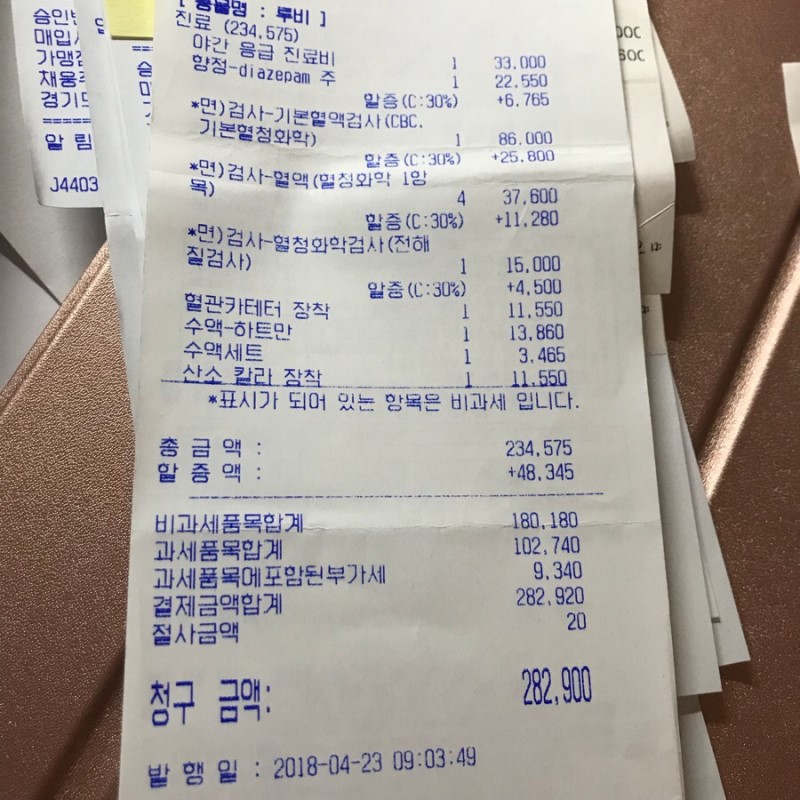 [ 동물명 : 루비 ]
진료 (234,575)
야간 응급 진료비 1 33,000
향정-diazepam 주 1 22,550
할증(C:30%) +6,765
*면)검사-기본혈액검사(CBC,
기본혈청화학) 1 86,000
할증(C:30%) +25,800
*면)검사-혈액(혈청화학 1항
목) 4 37,600
할증(C:30%) +11,280
*면)검사-혈청화학검사(전해
질검사) 1 15,000
할증(C:30%) +4,500
혈관카테터 장착 1 11,550
수액-하트만 1 13,860
수액세트 1 3,465
산소 칼라 장착 1 11,550
*표시가 되어 있는 항목은 비과세 입니다.
총 금 액 : 234,575
할 증 액 : +48,345
비과세품목합계 180,180
과세품목합계 102,740
과세품목에포함된부가세 9,340
결제금액합계 282,920
절사금액 20
청구 금액: 282,900
발 행 일 : 2018-04-23 09:03:49
승인
매입
가맹
채움
경기
알 림
J4403